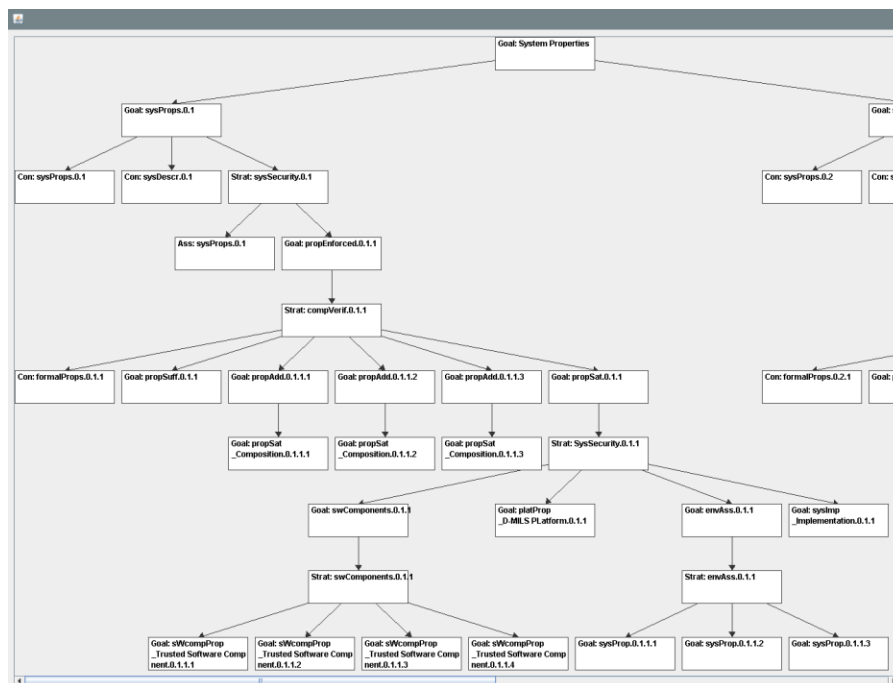 Goal: System Properties
Goal: sysProps.0.1
Goal: s
Con: sysProps.0.1
Con: sysDescr.0.1
Strat: sysSecurity.0.1
Con: sysProps.0.2
Con: s
Ass: sysProps.0.1
Goal: propEnforced.0.1.1
Strat: compVerif.0.1.1
Con: formalProps.0.1.1
Goal: propSuff.0.1.1
Goal: propAdd.0.1.1.1
Goal: propAdd.0.1.1.2
Goal: propAdd.0.1.1.3
Goal: propSat.0.1.1
Con: formalProps.0.2.1
Goal: p
Goal: propSat
_Composition.0.1.1.1
Goal: propSat
_Composition.0.1.1.2
Goal: propSat
_Composition.0.1.1.3
Strat: SysSecurity.0.1.1
Goal: swComponents.0.1.1
Goal: platProp
_D-MILS PLatform.0.1.1
Goal: envAss.0.1.1
Goal: sysImp
_Implementation.0.1.1
Strat: swComponents.0.1.1
Strat: envAss.0.1.1
Goal: sWcompProp
_Trusted Software Comp
nent.0.1.1.1
Goal: sWcompProp
_Trusted Software Comp
nent.0.1.1.2
Goal: sWcompProp
_Trusted Software Comp
nent.0.1.1.3
Goal: sWcompProp
_Trusted Software Comp
nent.0.1.1.4
Goal: sysProp.0.1.1.1
Goal: sysProp.0.1.1.2
Goal: sysProp.0.1.1.3